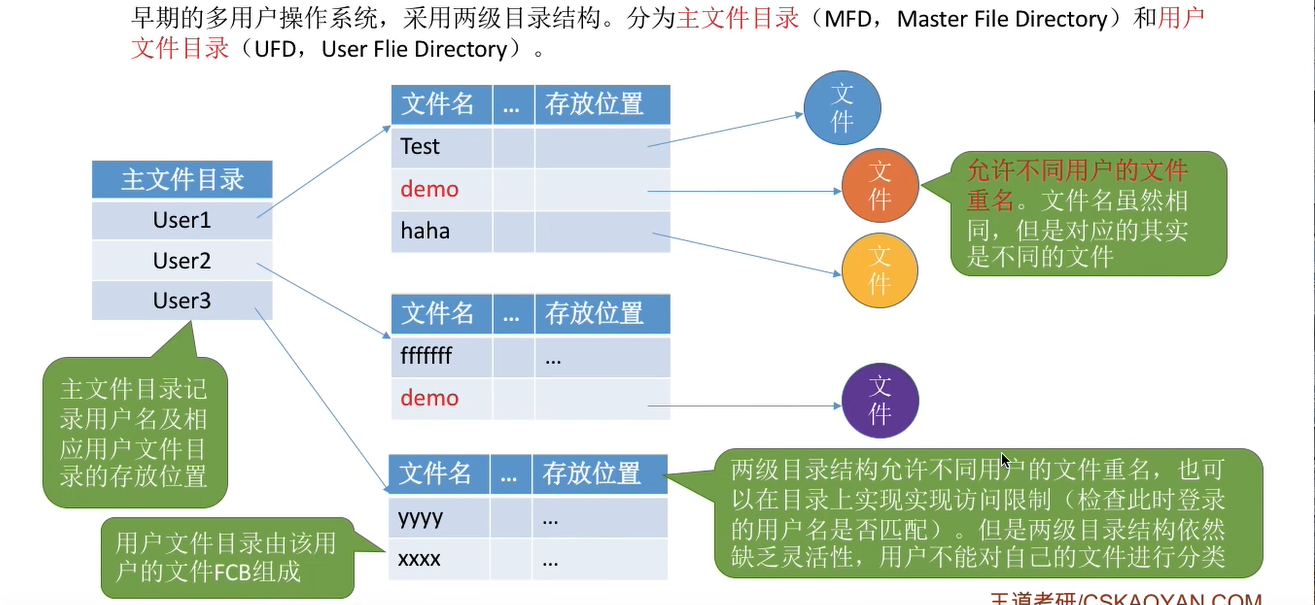 早期的多用户操作系统，采用两级目录结构。分为主文件目录（MFD，Master File Directory）和用户
文件目录（UFD，User Flie Directory）。
主文件目录
User1
User2
User3
文件名 ... 存放位置
Test
demo
haha
文
件
文
件
文
件
允许不同用户的文件
重名。文件名虽然相
同，但是对应的其实
是不同的文件
文件名 ... 存放位置
fffffff ...
demo
文
件
主文件目录记
录用户名及相
应用户文件目
录的存放位置
文件名 ... 存放位置
yyyy ...
xxxx ...
用户文件目录由该用
户的文件FCB组成
两级目录结构允许不同用户的文件重名，也可
以在目录上实现实现访问限制（检查此时登录
的用户名是否匹配）。但是两级目录结构依然
缺乏灵活性，用户不能对自己的文件进行分类
王道考研/CSKAOYAN.COM